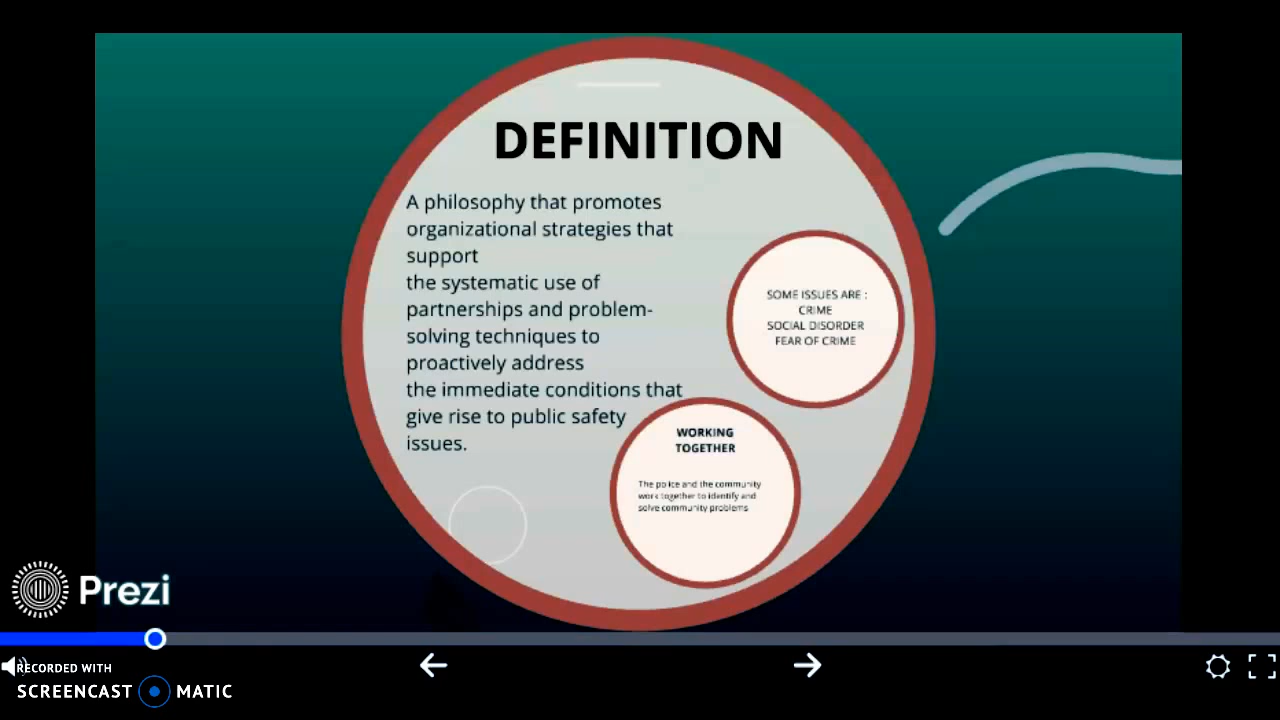 DEFINITION
A philosophy that promotes
organizational strategies that
support
the systematic use of
partnerships and problem-
solving techniques to
proactively address
the immediate conditions that
give rise to public safety
issues.
SOME ISSUES ARE :
CRIME
SOCIAL DISORDER
FEAR OF CRIME
WORKING
TOGETHER
The police and the community
work together to identify and
solve community problems
Prezi
RECORDED WITH
SCREENCAST MATIC